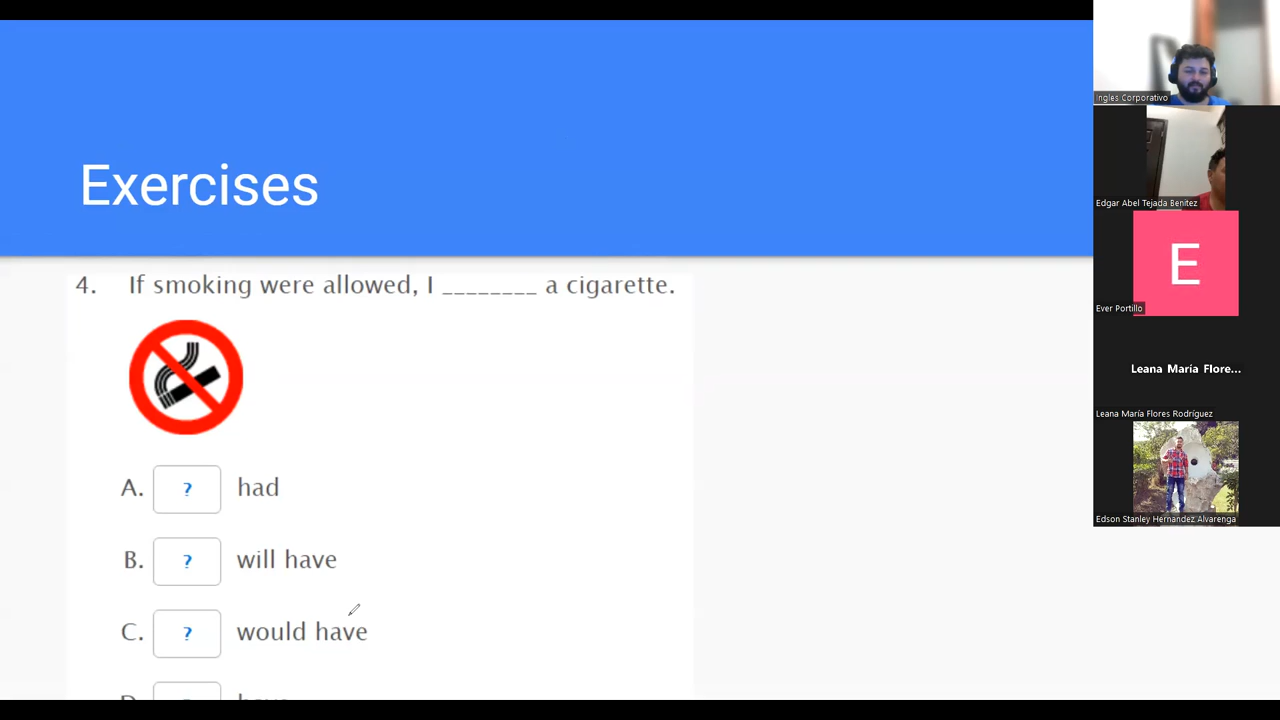 Exercises
4. If smoking were allowed, I ________ a cigarette.
A. ? had
B. ? will have
C. ? would have
Ingles Corporativo
Edgar Abel Tejada Benitez
E
Ever Portillo
Leana María Flore...
Leana María Flores Rodríguez
Edson Stanley Hernandez Alvarenga